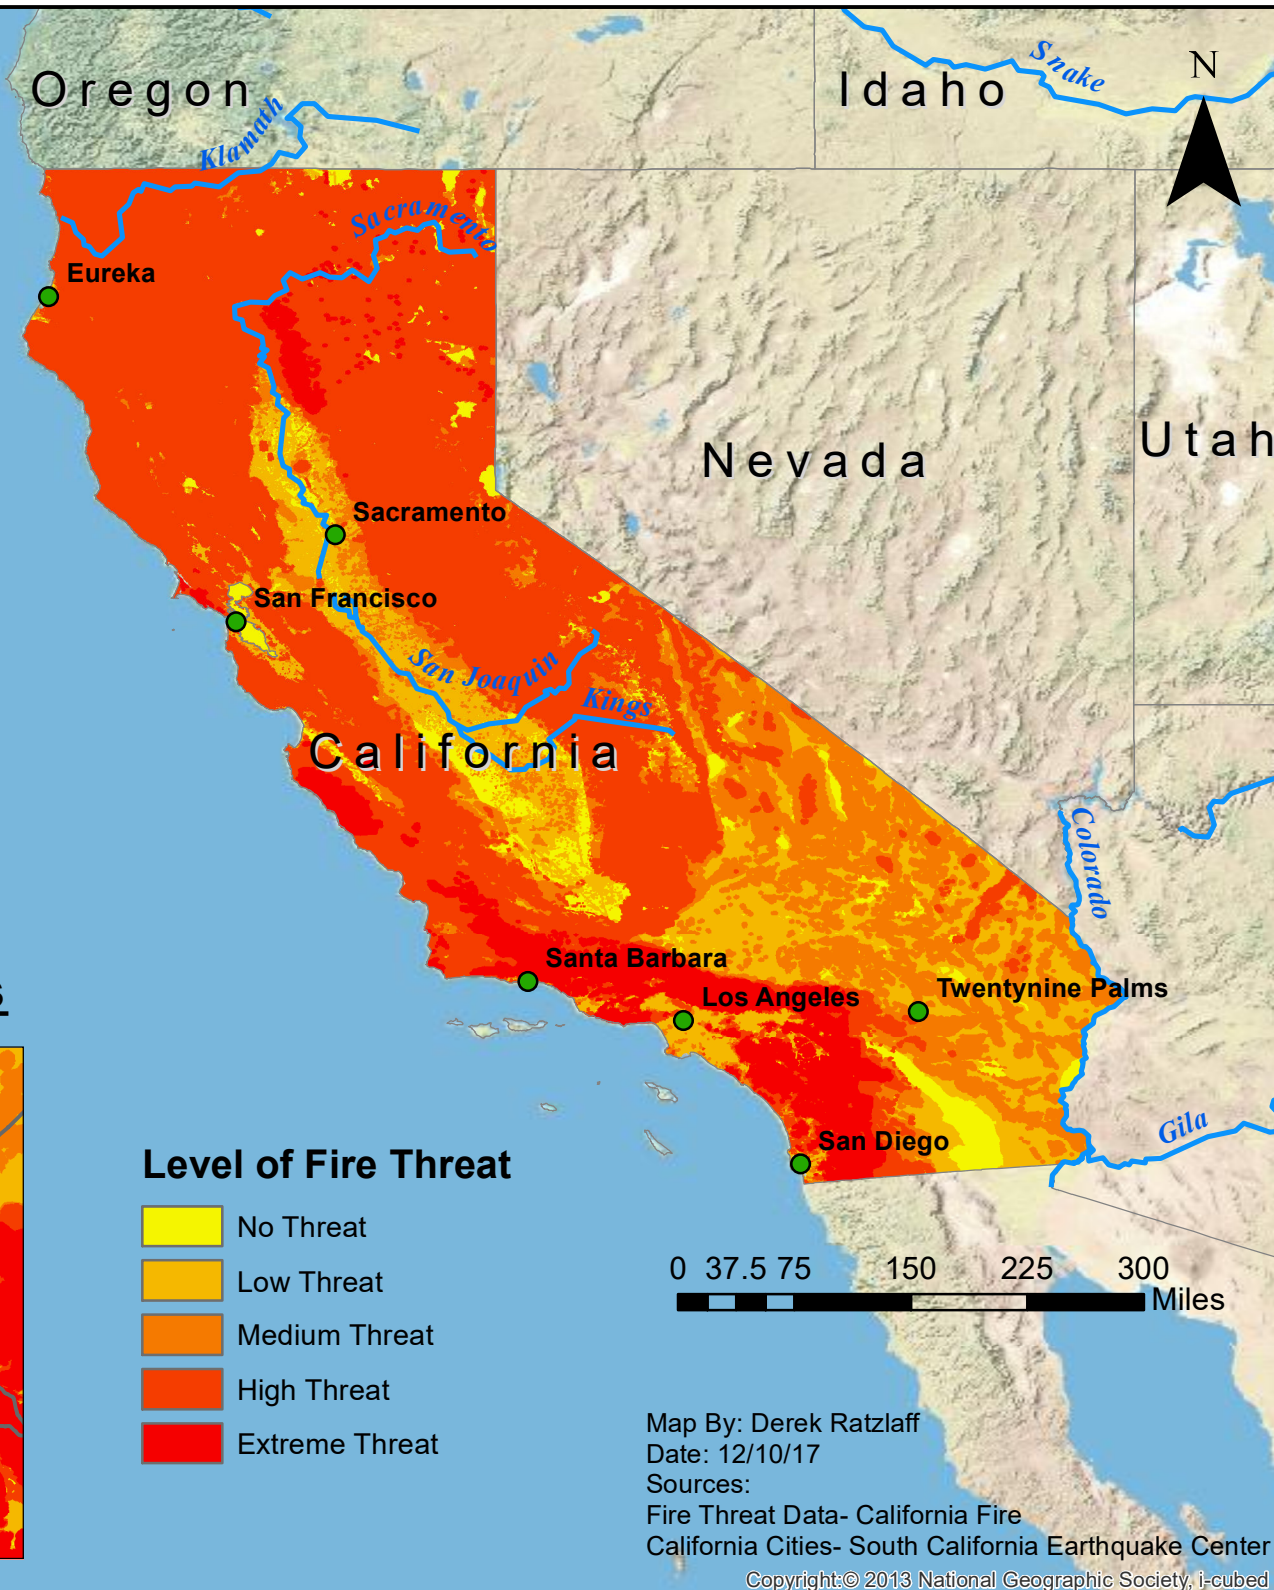 Oregon
Idaho
Snake
N
Klamath
Sacramento
Eureka
Nevada
Utah
Sacramento
San Francisco
San Joaquin
Kings
California
Colorado
Santa Barbara
Los Angeles
Twentynine Palms
s
San Diego
Gila
Level of Fire Threat
No Threat
Low Threat
Medium Threat
High Threat
Extreme Threat
0 37.5 75 150 225 300
Miles
Map By: Derek Ratzlaff
Date: 12/10/17
Sources:
Fire Threat Data- California Fire
California Cities- South California Earthquake Center
Copyright:© 2013 National Geographic Society, i-cubed